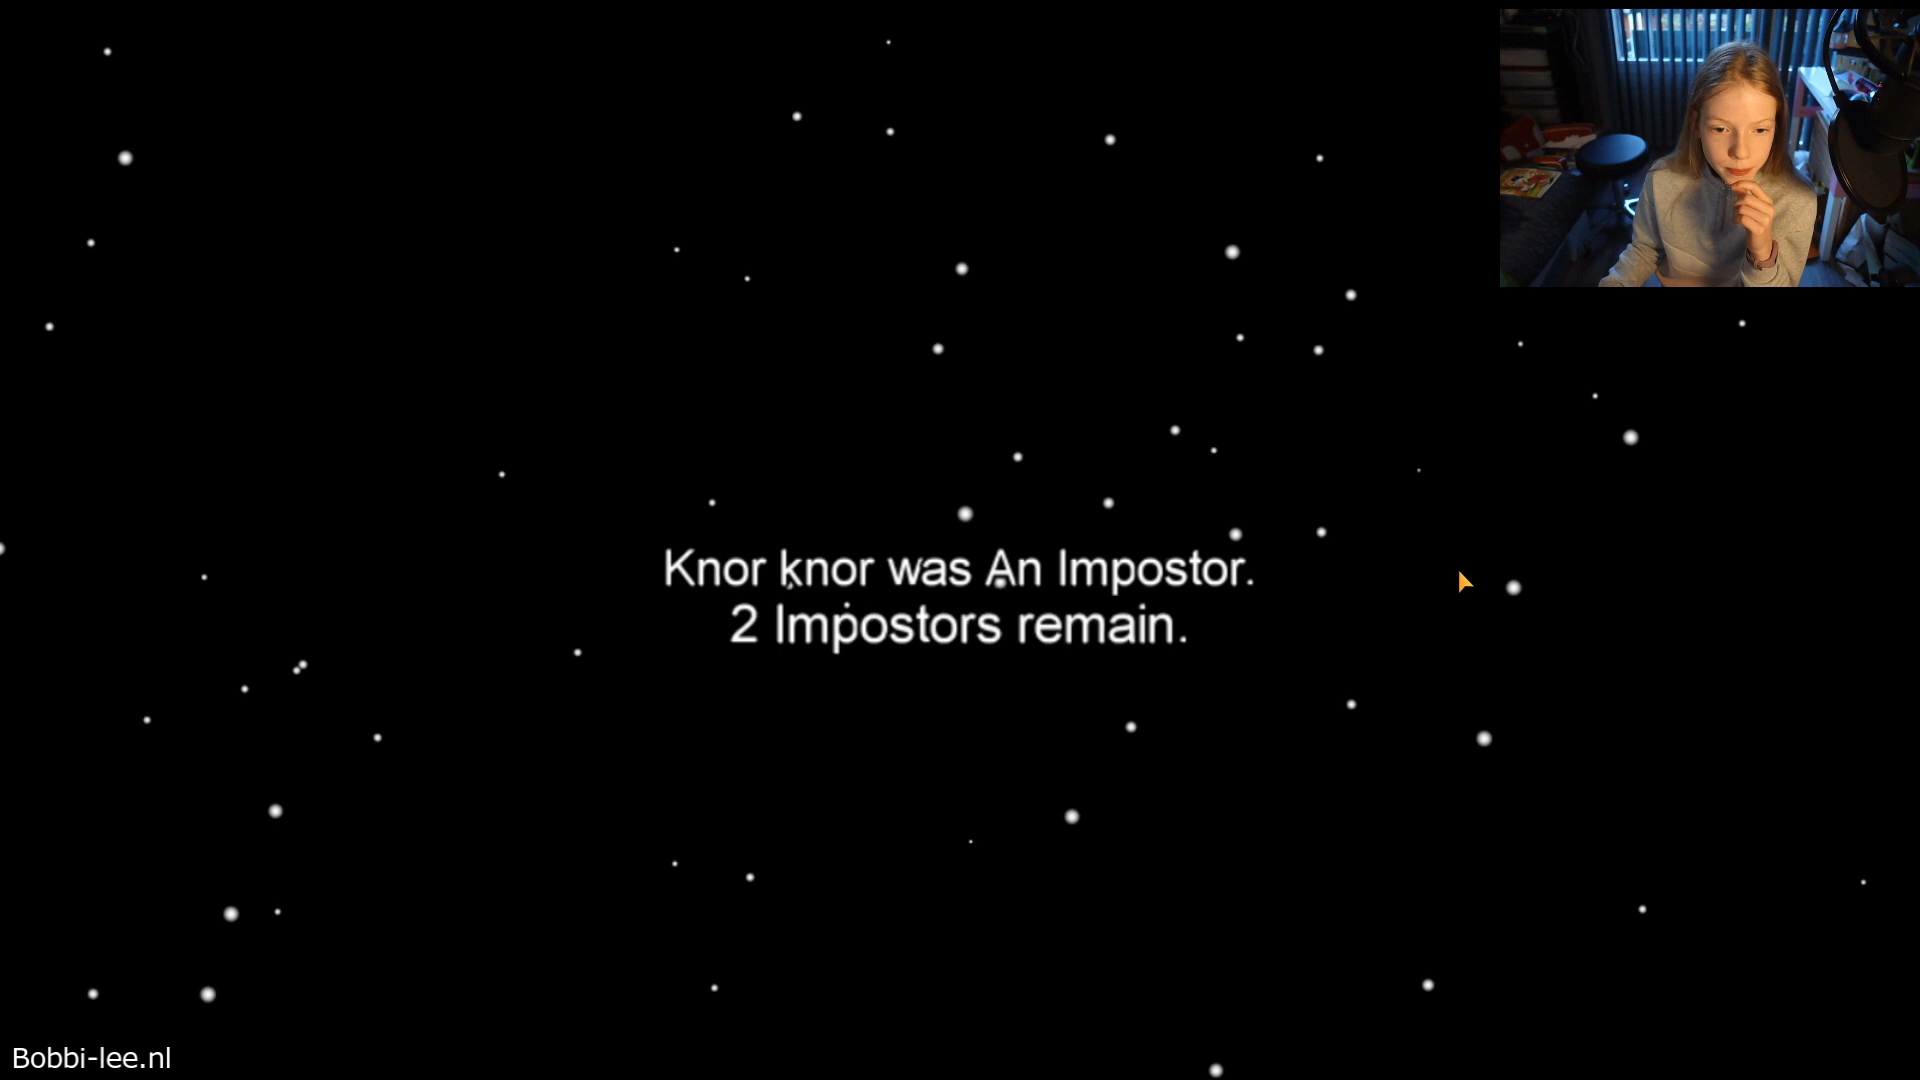 Knor knor was An Impostor.
2 Impostors remain.
Bobbi-lee.nl